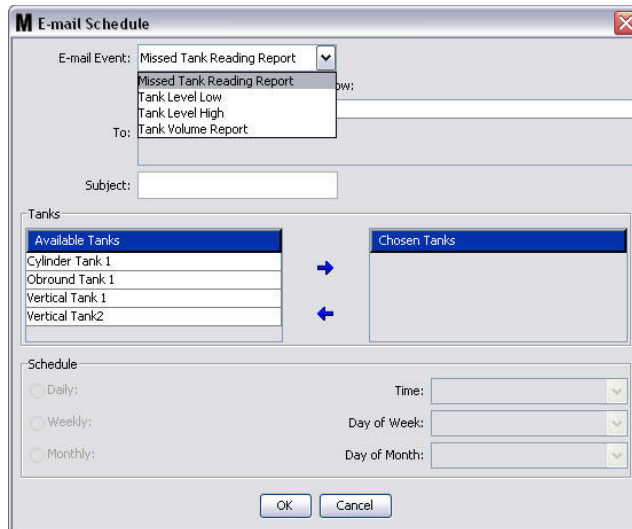 M E-mail Schedule
E-mail Event: Missed Tank Reading Report
Missed Tank Reading Report
Tank Level Low
Tank Level High
Tank Volume Report
To:
Subject:
Tanks
Available Tanks
Chosen Tanks
Cylinder Tank 1
Obround Tank 1
Vertical Tank 1
Vertical Tank2
Schedule
Daily: Time:
Weekly: Day of Week:
Monthly: Day of Month:
OK Cancel